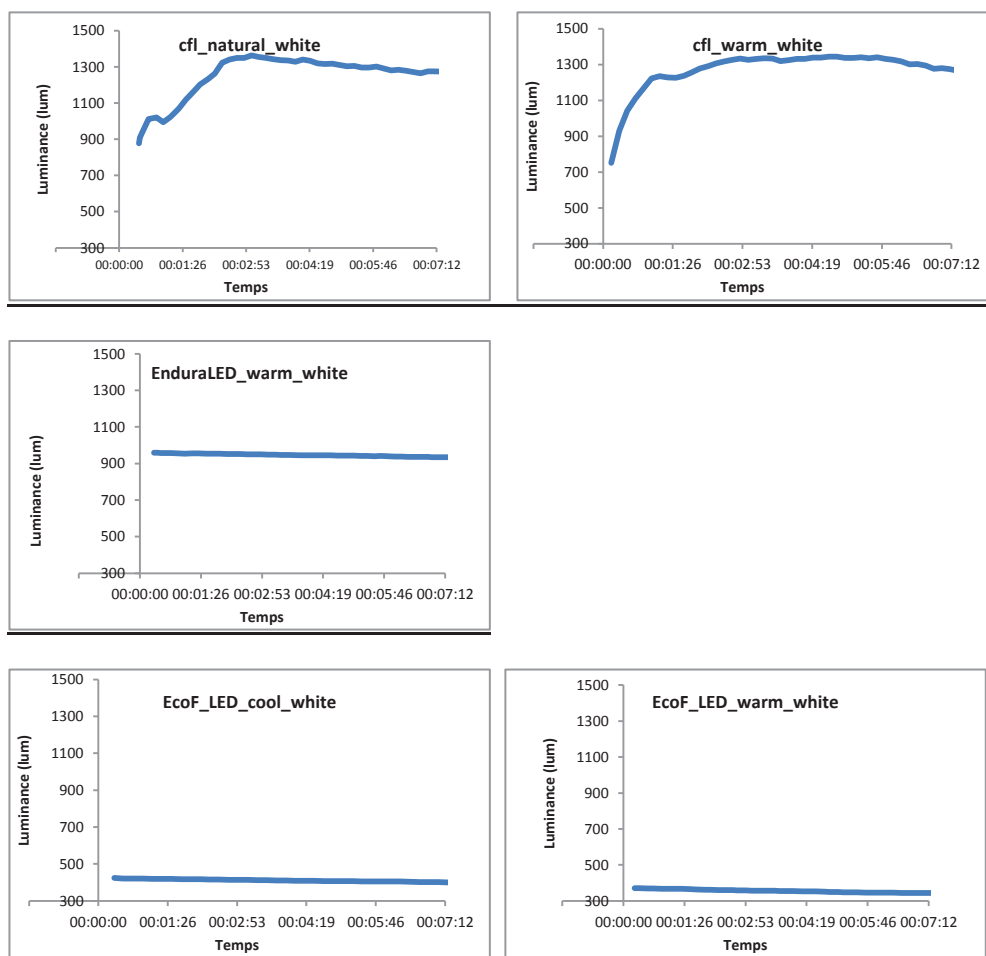 cfl_natural_white
1500
1300
1100
900
700
500
300
Luminance (lum)
00:00:00 00:01:26 00:02:53 00:04:19 00:05:46 00:07:12
Temps
cfl_warm_white
1500
1300
1100
900
700
500
300
Luminance (lum)
00:00:00 00:01:26 00:02:53 00:04:19 00:05:46 00:07:12
Temps
EnduraLED_warm_white
1500
1300
1100
900
700
500
300
Luminance (lum)
00:00:00 00:01:26 00:02:53 00:04:19 00:05:46 00:07:12
Temps
EcoF_LED_cool_white
1500
1300
1100
900
700
500
300
Luminance (lum)
00:00:00 00:01:26 00:02:53 00:04:19 00:05:46 00:07:12
Temps
EcoF_LED_warm_white
1500
1300
1100
900
700
500
300
Luminance (lum)
00:00:00 00:01:26 00:02:53 00:04:19 00:05:46 00:07:12
Temps